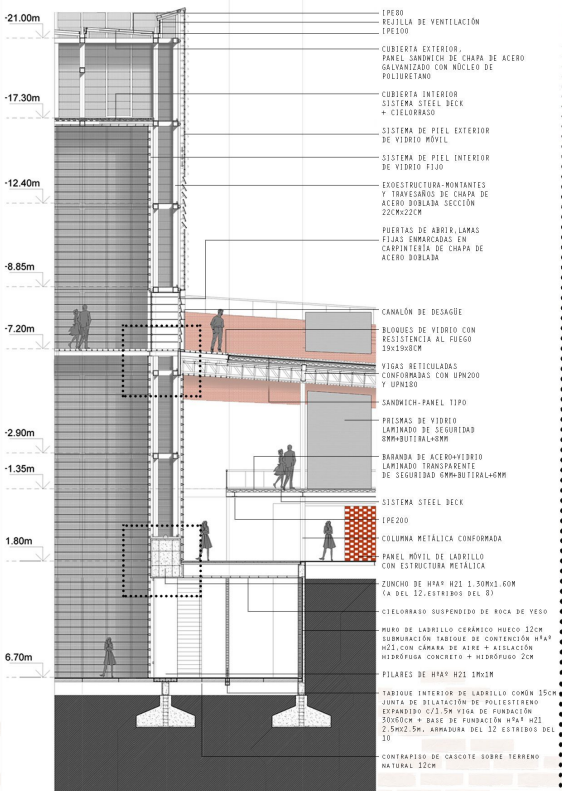 -21.00m
-17.30m
-12.40m
-8.85m
-7.20m
-2.90m
-1.35m
1.80m
6.70m
IPE80
REJILLA DE VENTILACIÓN
IPE100
CUBIERTA EXTERIOR.
PANEL SANDWICH DE CHAPA DE ACERO
GALVANIZADO CON NÚCLEO DE
POLIURETANO
CUBIERTA INTERIOR
SISTEMA STEEL DECK
+ CIELORRASO
SISTEMA DE PIEL EXTERIOR
DE VIDRIO MÓVIL
SISTEMA DE PIEL INTERIOR
DE VIDRIO FIJO
EXOESTRUCTURA-MONTANTES
Y TRAVESAÑOS DE CHAPA DE
ACERO DOBLADA SECCIÓN
22CMx22CM
PUERTAS DE ABRIR,LAMAS
FIJAS ENMARCADAS EN
CARPINTERÍA DE CHAPA DE
ACERO DOBLADA
CANALÓN DE DESAGÜE
BLOQUES DE VIDRIO CON
RESISTENCIA AL FUEGO
19x19x8CM
VIGAS RETICULADAS
CONFORMADAS CON UPN200
Y UPN180
SANDWICH-PANEL TIPO
PRISMAS DE VIDRIO
LAMINADO DE SEGURIDAD
8MM+BUTIRAL+8MM
BARANDA DE ACERO+VIDRIO
LAMINADO TRANSPARENTE
DE SEGURIDAD 6MM+BUTIRAL+6MM
SISTEMA STEEL DECK
IPE200
COLUMNA METÁLICA CONFORMADA
PANEL MÓVIL DE LADRILLO
CON ESTRUCTURA METÁLICA
ZUNCHO DE HºAº H21 1.30Mx1.60M
(A DEL 12.ESTRIBOS DEL 8)
CIELORRASO SUSPENDIDO DE ROCA DE YESO
MURO DE LADRILLO CERÁMICO HUECO 12CM
SUBMURACIÓN TABIQUE DE CONTENCIÓN HºAº
H21,CON CÁMARA DE AIRE + AISLACIÓN
HIDRÓFUGA CONCRETO + HIDRÓFUGO 2CM
PILARES DE HºAº H21 1Mx1M
TABIQUE INTERIOR DE LADRILLO COMÚN 15CM
JUNTA DE DILATACIÓN DE POLIESTIRENO
EXPANDIDO C/1.5M VIGA DE FUNDACIÓN
30X60CM + BASE DE FUNDACIÓN HºAº H21
2.5MX2.5M. ARMADURA DEL 12 ESTRIBOS DEL
10
CONTRAPISO DE CASCOTE SOBRE TERRENO
NATURAL 12CM